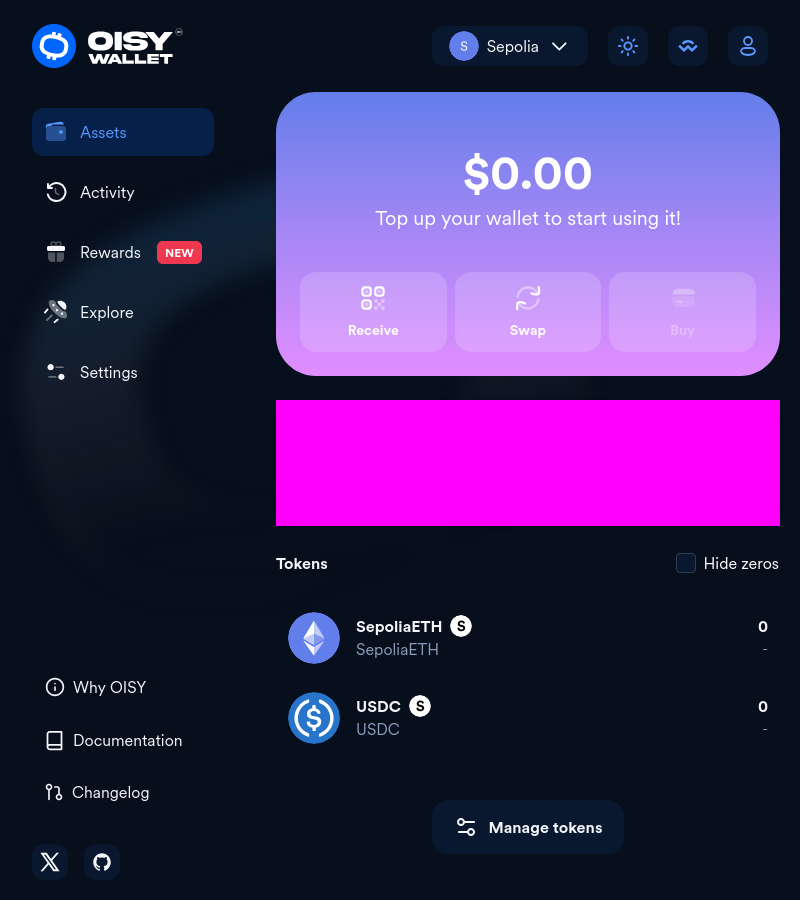 OISY
WALLET
S Sepolia
Assets
Activity
Rewards NEW
Explore
Settings
$0.00
Top up your wallet to start using it!
Receive Swap Buy
Tokens Hide zeros
SepoliaETH S 0
SepoliaETH -
USDC S 0
USDC -
Why OISY
Documentation
Changelog
Manage tokens